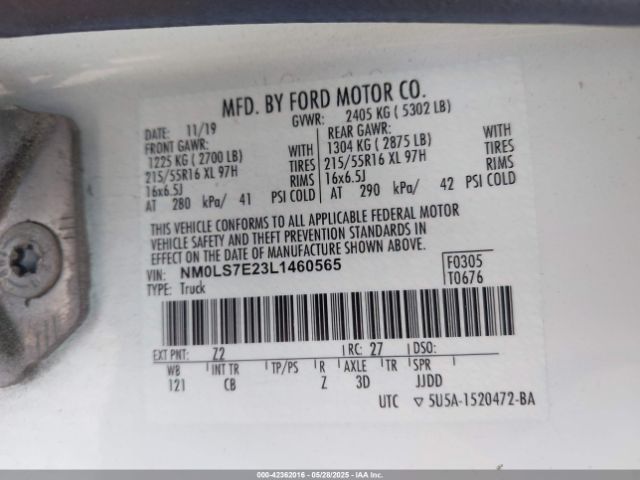 MFD. BY FORD MOTOR CO.
DATE: 11/19 GVWR: 2405 KG ( 5302 LB)
FRONT GAWR: REAR GAWR:
1225 KG ( 2700 LB) WITH 1304 KG ( 2875 LB) WITH
215/55R16 XL 97H TIRES 215/55R16 XL 97H TIRES
16x6.5J RIMS 16x6.5J RIMS
AT 280 kPa/ 41 PSI COLD AT 290 kPa/ 42 PSI COLD
THIS VEHICLE CONFORMS TO ALL APPLICABLE FEDERAL MOTOR
VEHICLE SAFETY AND THEFT PREVENTION STANDARDS IN
EFFECT ON THE DATE OF MANUFACTURE SHOWN ABOVE.
VIN: NM0LS7E23L1460565 F0305
TYPE: Truck T0676
EXT PNT: Z2 RC: 27 DSO:
WB INT TR TP/PS R AXLE TR SPR
121 CB Z 3D JJDD
UTC ▽ 5U5A-1520472-BA
000-42362016 - 05/28/2025 - IAAI